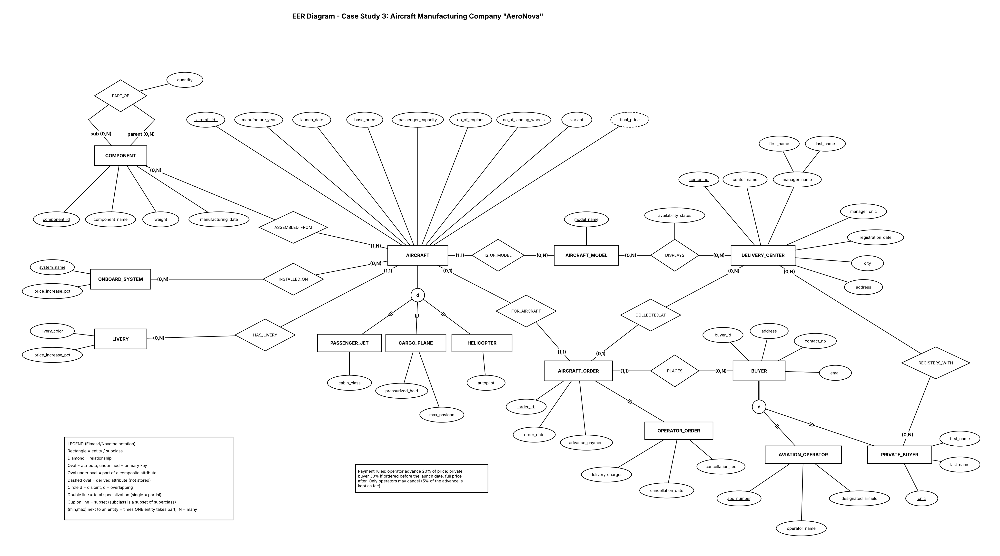 EER Diagram - Case Study 3: Aircraft Manufacturing Company "AeroNova"
quantity
PART_OF
sub (0,N)
parent (0,N)
COMPONENT
(0,N)
component_id
component_name
weight
manufacturing_date
aircraft_id
manufacture_year
launch_date
base_price
passenger_capacity
no_of_engines
no_of_landing_wheels
variant
final_price
ASSEMBLED_FROM
(1,N)
AIRCRAFT
(1,1)
IS_OF_MODEL
(0,N)
AIRCRAFT_MODEL
model_name
(0,N)
DISPLAYS
availability_status
(0,N)
DELIVERY_CENTER
first_name
last_name
center_no
center_name
manager_name
manager_cnic
registration_date
city
address
system_name
price_increase_pct
ONBOARD_SYSTEM
(0,N)
INSTALLED_ON
(0,N)
(1,1)
(0,1)
(0,N)
(0,N)
livery_color
price_increase_pct
LIVERY
(0,N)
HAS_LIVERY
d
PASSENGER_JET
CARGO_PLANE
HELICOPTER
cabin_class
pressurized_hold
max_payload
autopilot
FOR_AIRCRAFT
(1,1)
COLLECTED_AT
(0,1)
AIRCRAFT_ORDER
(1,1)
PLACES
(0,N)
BUYER
buyer_id
address
contact_no
email
REGISTERS_WITH
(0,N)
order_id
order_date
advance_payment
OPERATOR_ORDER
delivery_charges
cancellation_date
cancellation_fee
d
AVIATION_OPERATOR
PRIVATE_BUYER
first_name
last_name
aoc_number
operator_name
designated_airfield
cnic
LEGEND (Elmasri/Navathe notation)
Rectangle = entity / subclass
Diamond = relationship
Oval = attribute; underlined = primary key
Oval under oval = part of a composite attribute
Dashed oval = derived attribute (not stored)
Circle d = disjoint, o = overlapping
Double line = total specialization (single = partial)
Cup on line = subset (subclass is a subset of superclass)
(min,max) next to an entity = times ONE entity takes part; N = many
Payment rules: operator advance 20% of price; private
buyer 30% if ordered before the launch date, full price
after. Only operators may cancel (5% of the advance is
kept as fee).